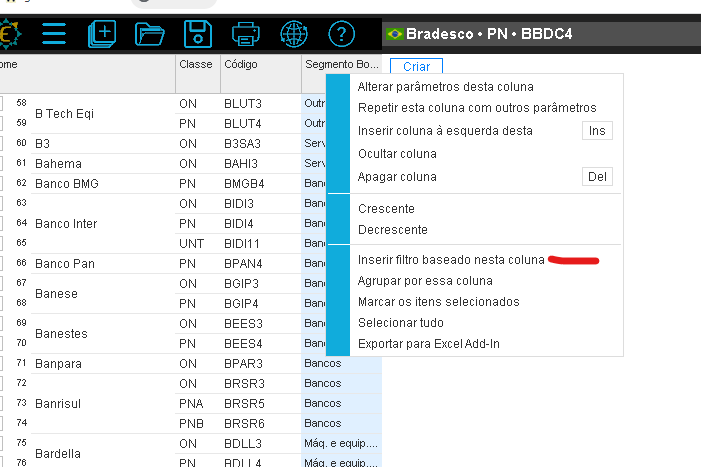 ?
Bradesco • PN • BBDC4
ome Classe Código Segmento Bo...
Criar
Alterar parâmetros desta coluna
Repetir esta coluna com outros parâmetros
Inserir coluna à esquerda desta Ins
Ocultar coluna
Apagar coluna Del
Crescente
Decrescente
Inserir filtro baseado nesta coluna
Agrupar por essa coluna
Marcar os itens selecionados
Selecionar tudo
Exportar para Excel Add-In
58 B Tech Eqi ON BLUT3 Outr
59 PN BLUT4 Outr
60 B3 ON B3SA3 Serv
61 Bahema ON BAHI3 Serv
62 Banco BMG PN BMGB4 Banc
63 Banco Inter ON BIDI3 Banc
64 PN BIDI4 Banc
65 UNT BIDI11 Banc
66 Banco Pan PN BPAN4 Banc
67 Banese ON BGIP3 Banc
68 PN BGIP4 Banc
69 Banestes ON BEES3 Banc
70 PN BEES4 Banc
71 Banpara ON BPAR3 Bancos
72 Banrisul ON BRSR3 Bancos
73 PNA BRSR5 Bancos
74 PNB BRSR6 Bancos
75 Bardella ON BDLL3 Máq. e equip....
76 PN BDLL4 Máq. e equip....